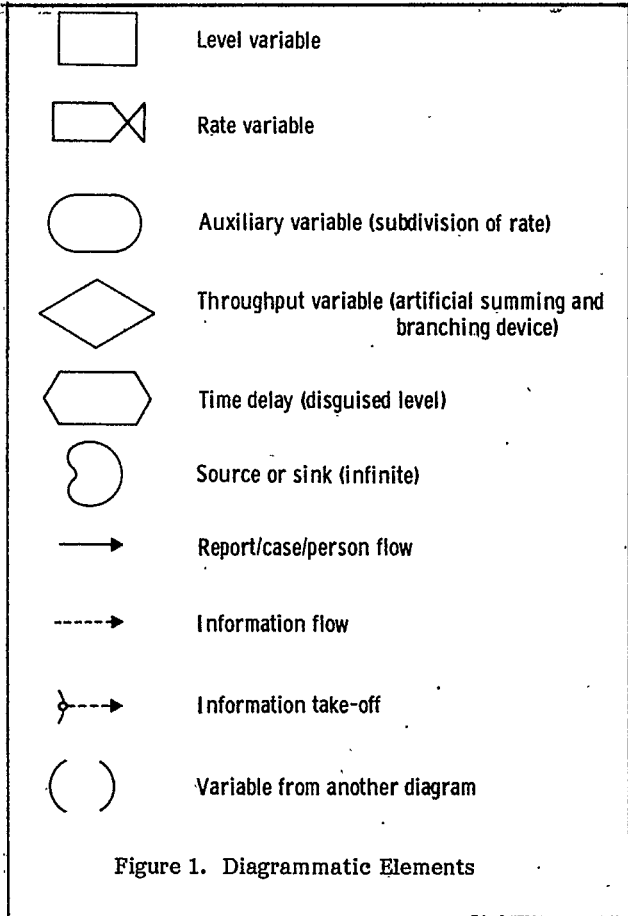 Level variable
Rate variable
Auxiliary variable (subdivision of rate)
Throughput variable (artificial summing and
branching device)
Time delay (disguised level)
Source or sink (infinite)
Report/case/person flow
Information flow
Information take-off
Variable from another diagram
Figure 1. Diagrammatic Elements